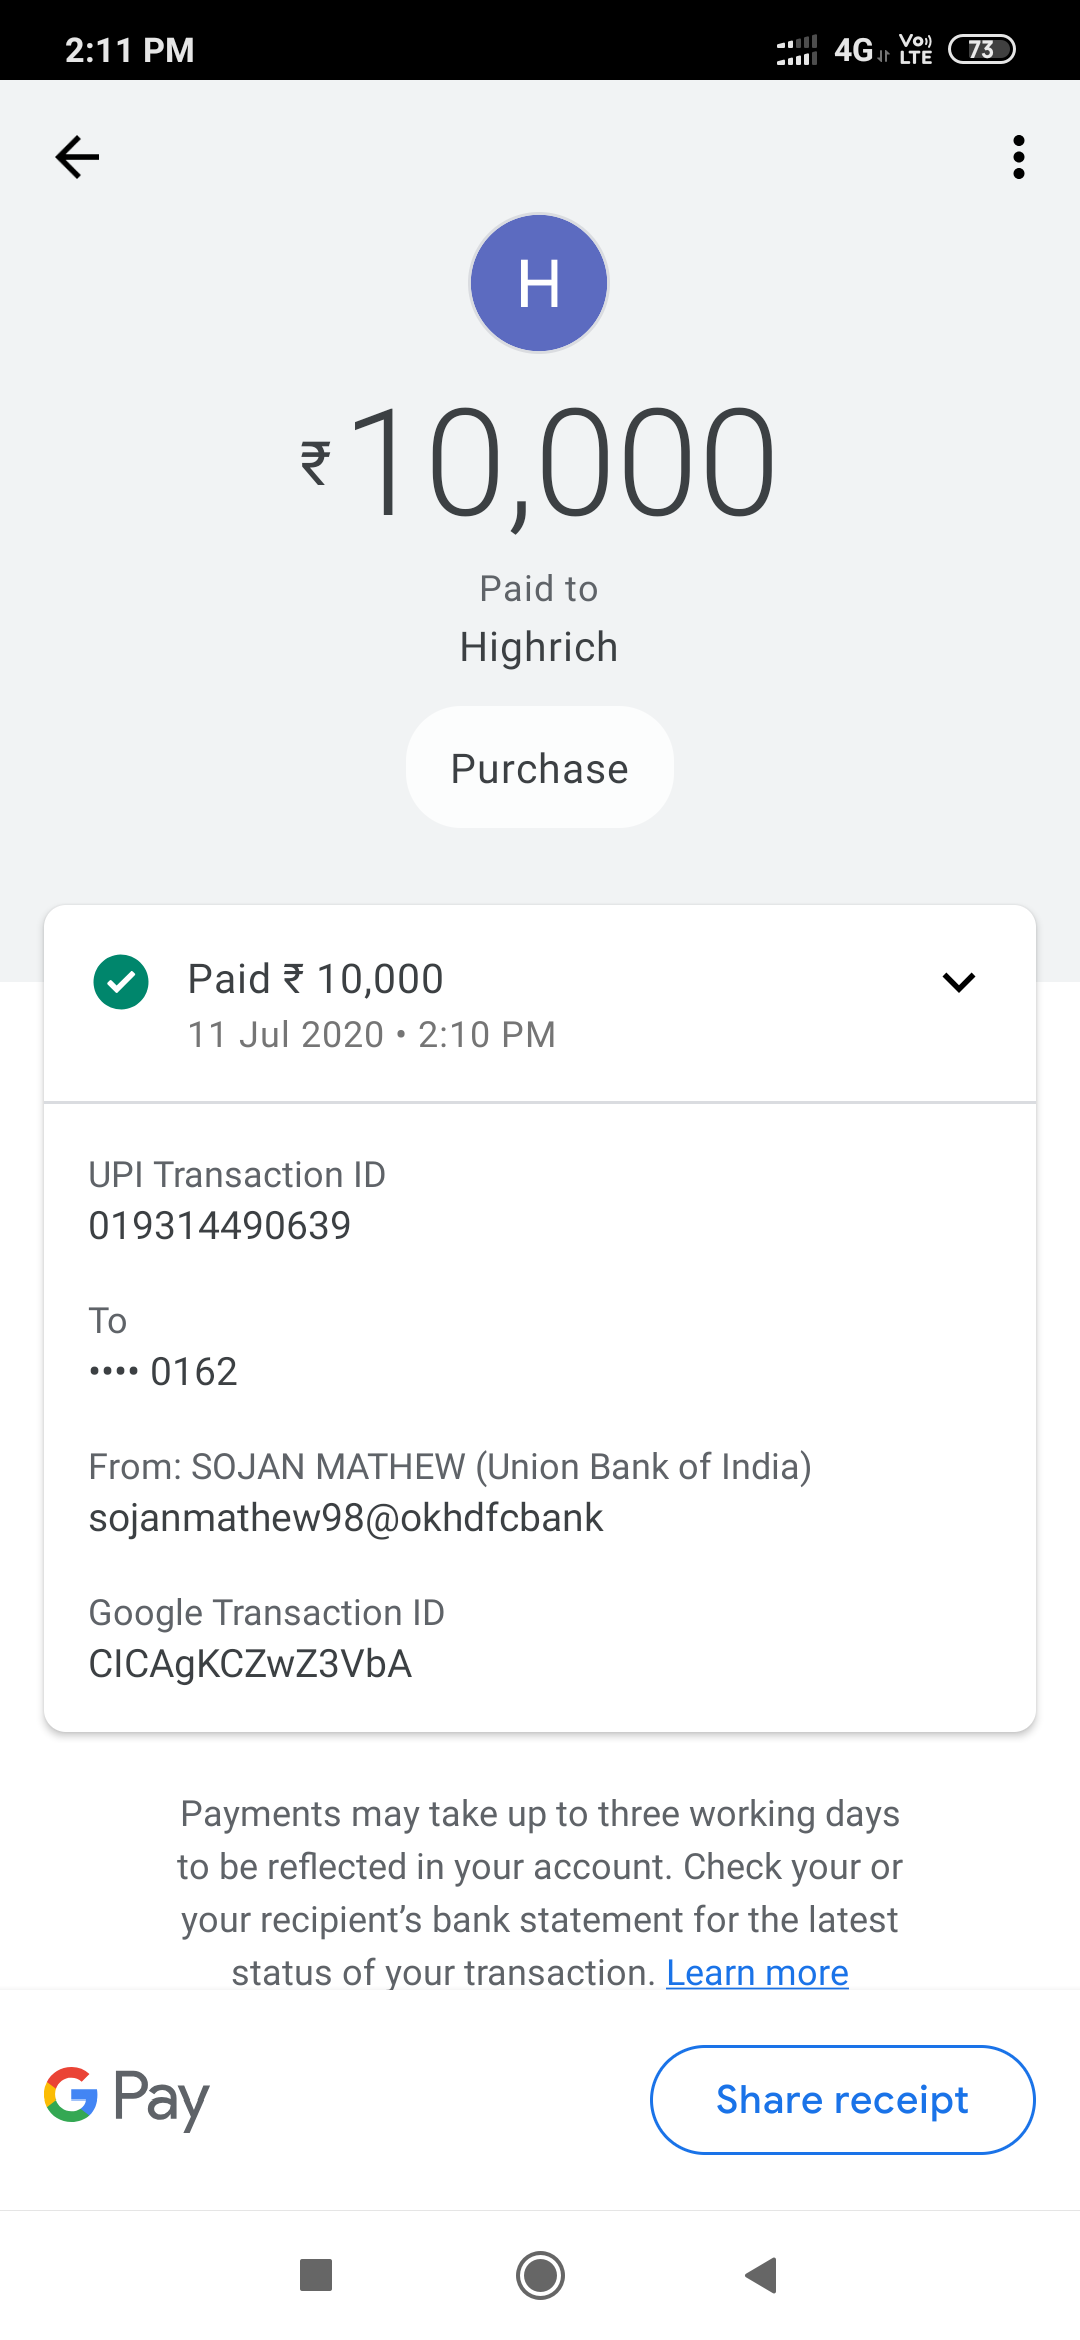 2:11 PM 4G Vo)) LTE 73
H
₹10,000
Paid to
Highrich
Purchase
Paid ₹ 10,000
11 Jul 2020 • 2:10 PM
UPI Transaction ID
019314490639
To
•••• 0162
From: SOJAN MATHEW (Union Bank of India)
sojanmathew98@okhdfcbank
Google Transaction ID
CICAgKCZwZ3VbA
Payments may take up to three working days
to be reflected in your account. Check your or
your recipient’s bank statement for the latest
status of your transaction. Learn more
G Pay
Share receipt